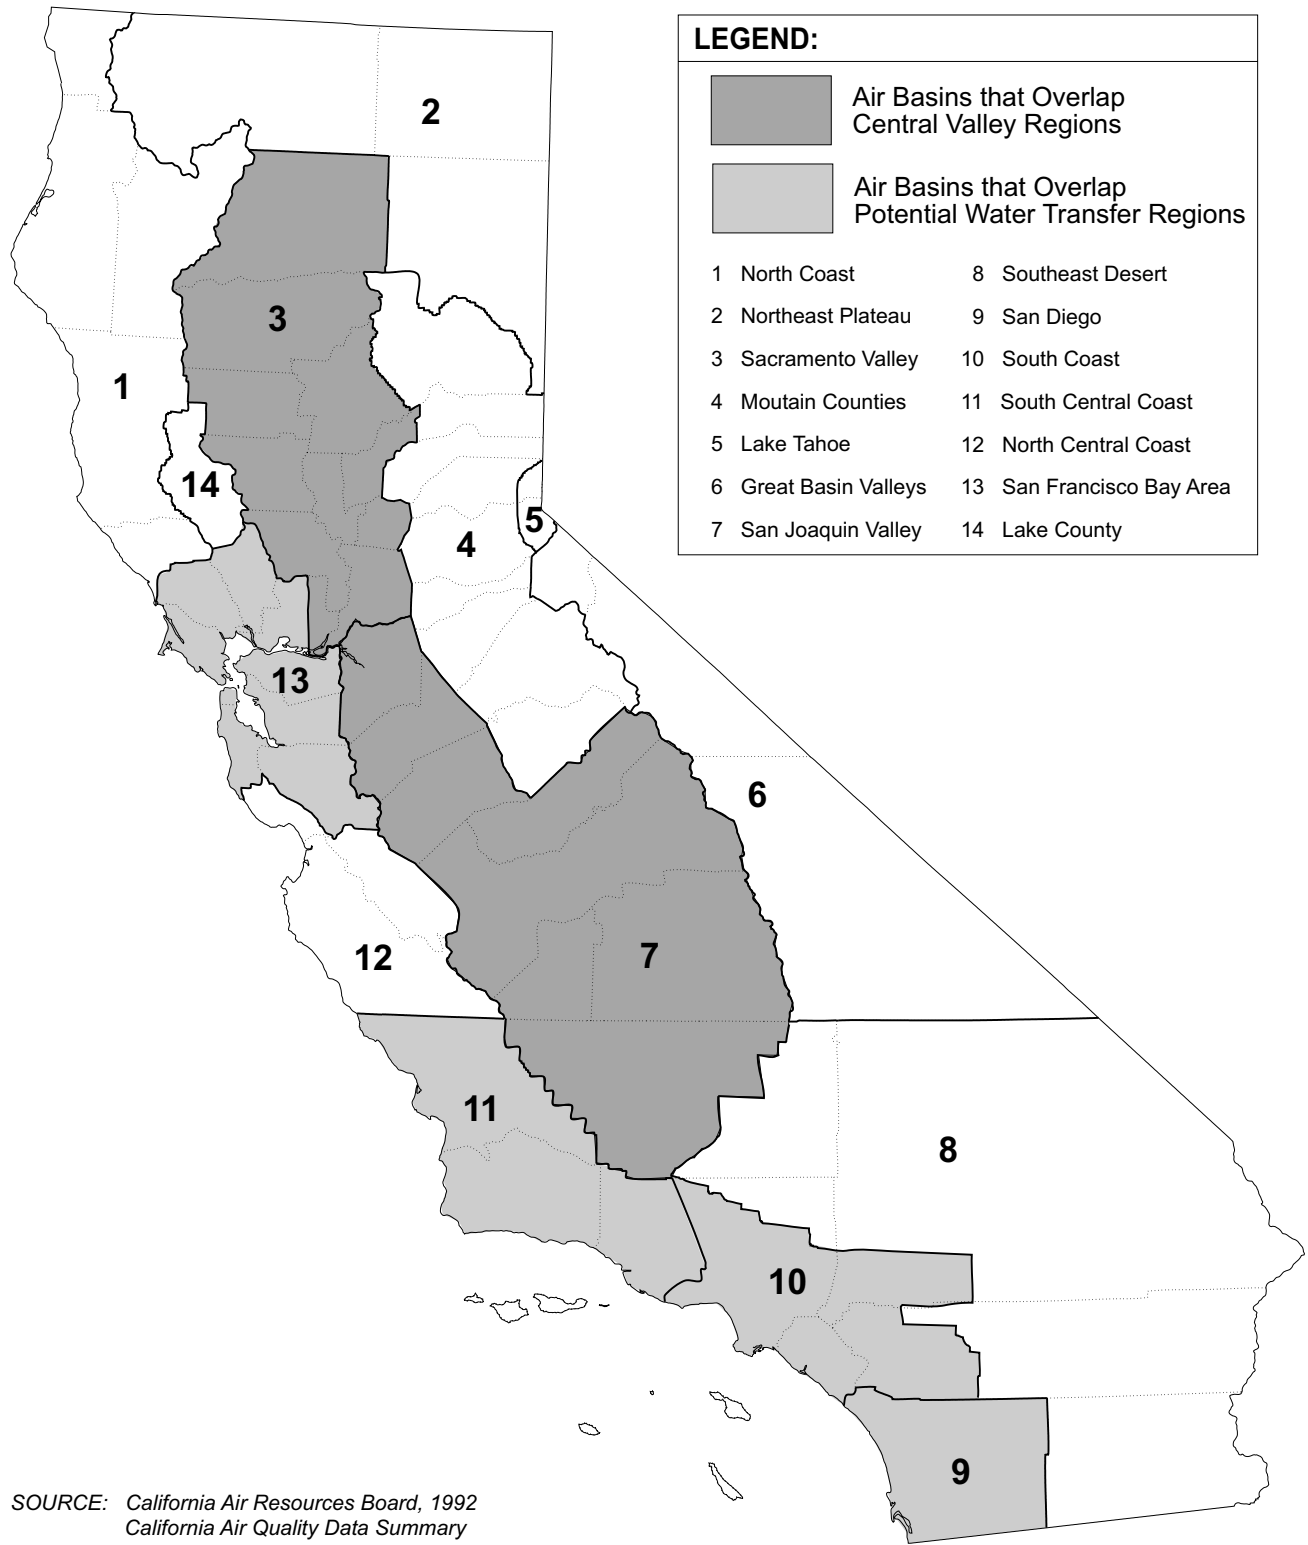 LEGEND:
Air Basins that Overlap
Central Valley Regions
Air Basins that Overlap
Potential Water Transfer Regions
1 North Coast
2 Northeast Plateau
3 Sacramento Valley
4 Moutain Counties
5 Lake Tahoe
6 Great Basin Valleys
7 San Joaquin Valley
8 Southeast Desert
9 San Diego
10 South Coast
11 South Central Coast
12 North Central Coast
13 San Francisco Bay Area
14 Lake County
2
3
1
14
5
4
13
6
7
12
11
8
10
9
SOURCE: California Air Resources Board, 1992
California Air Quality Data Summary